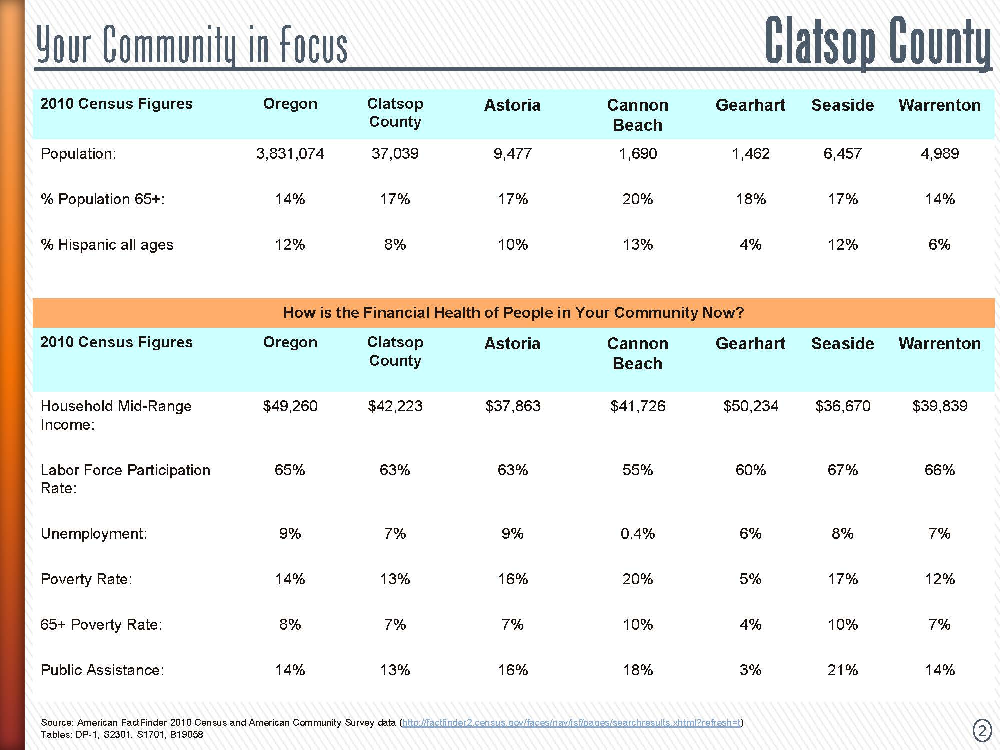 Your Community in Focus Clatsop County
2010 Census Figures Oregon Clatsop County Astoria Cannon Beach Gearhart Seaside Warrenton
Population: 3,831,074 37,039 9,477 1,690 1,462 6,457 4,989
% Population 65+: 14% 17% 17% 20% 18% 17% 14%
% Hispanic all ages 12% 8% 10% 13% 4% 12% 6%
How is the Financial Health of People in Your Community Now?
2010 Census Figures Oregon Clatsop County Astoria Cannon Beach Gearhart Seaside Warrenton
Household Mid-Range Income: $49,260 $42,223 $37,863 $41,726 $50,234 $36,670 $39,839
Labor Force Participation Rate: 65% 63% 63% 55% 60% 67% 66%
Unemployment: 9% 7% 9% 0.4% 6% 8% 7%
Poverty Rate: 14% 13% 16% 20% 5% 17% 12%
65+ Poverty Rate: 8% 7% 7% 10% 4% 10% 7%
Public Assistance: 14% 13% 16% 18% 3% 21% 14%
Source: American FactFinder 2010 Census and American Community Survey data (http://factfinder2.census.gov/faces/nav/jsf/pages/searchresults.xhtml?refresh=t)
Tables: DP-1, S2301, S1701, B19058
2